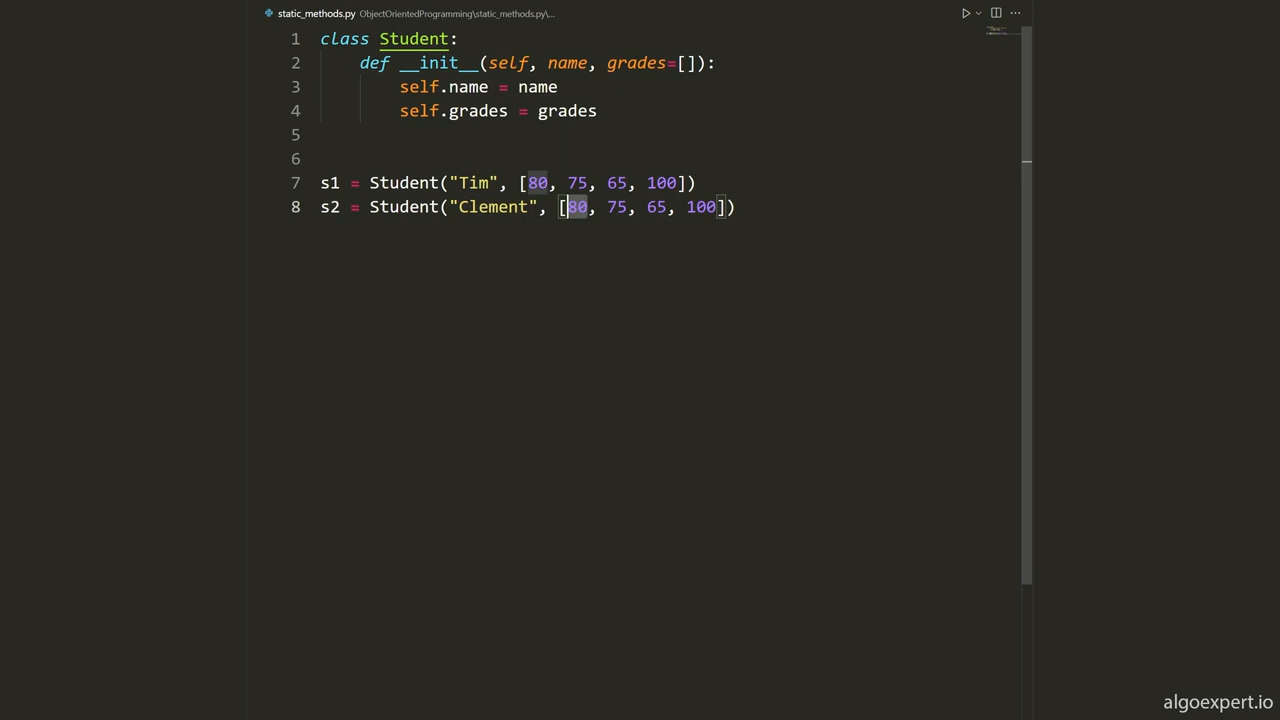 static_methods.py ObjectOrientedProgramming\static_methods.py\...
1 class Student:
2     def __init__(self, name, grades=[]):
3         self.name = name
4         self.grades = grades
5
6
7 s1 = Student("Tim", [80, 75, 65, 100])
8 s2 = Student("Clement", [80, 75, 65, 100])
algoexpert.io